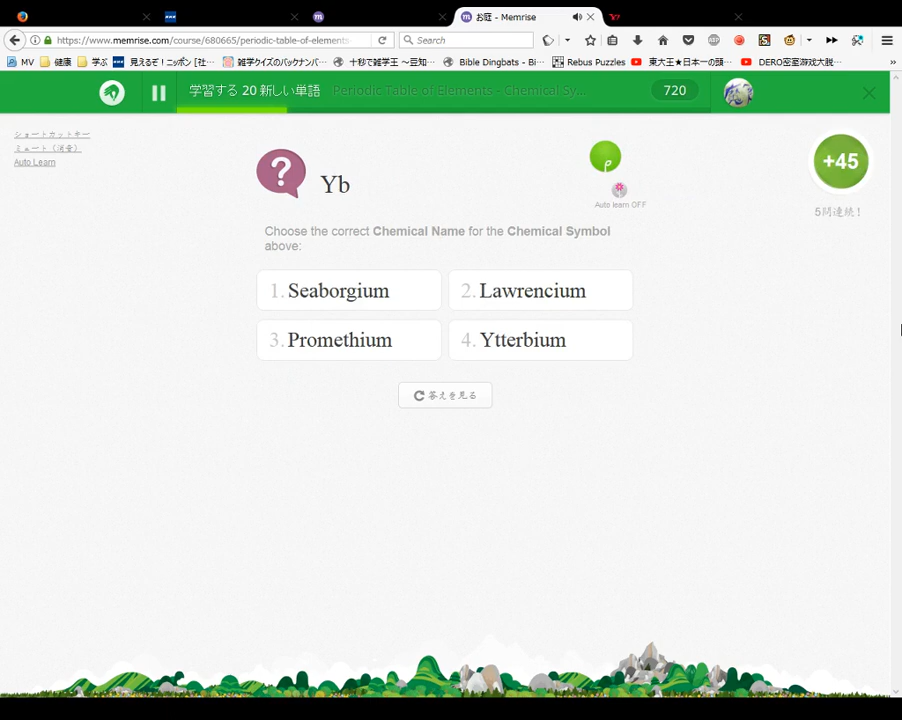 お庭 - Memrise
https://www.memrise.com/course/680665/periodic-table-of-elements-
Search
MV 健康 学ぶ 見えるぞ！ニッポン [社… 雑学クイズのバックナンバ… 十秒で雑学王 ～豆知… Bible Dingbats - Bi… Rebus Puzzles 東大王★日本一の頭… DERO密室游戏大脱…
学習する 20 新しい単語 Periodic Table of Elements - Chemical Sy... 720
ショートカットキー
ミュート（消音）
Auto Learn
+45
5問連続！
? Yb
Auto learn OFF
Choose the correct Chemical Name for the Chemical Symbol
above:
1. Seaborgium 2. Lawrencium
3. Promethium 4. Ytterbium
答えを見る